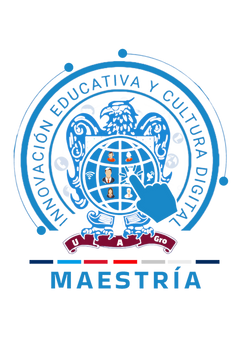 INNOVACIÓN EDUCATIVA Y CULTURA DIGITAL
U A Gro
MAESTRÍA